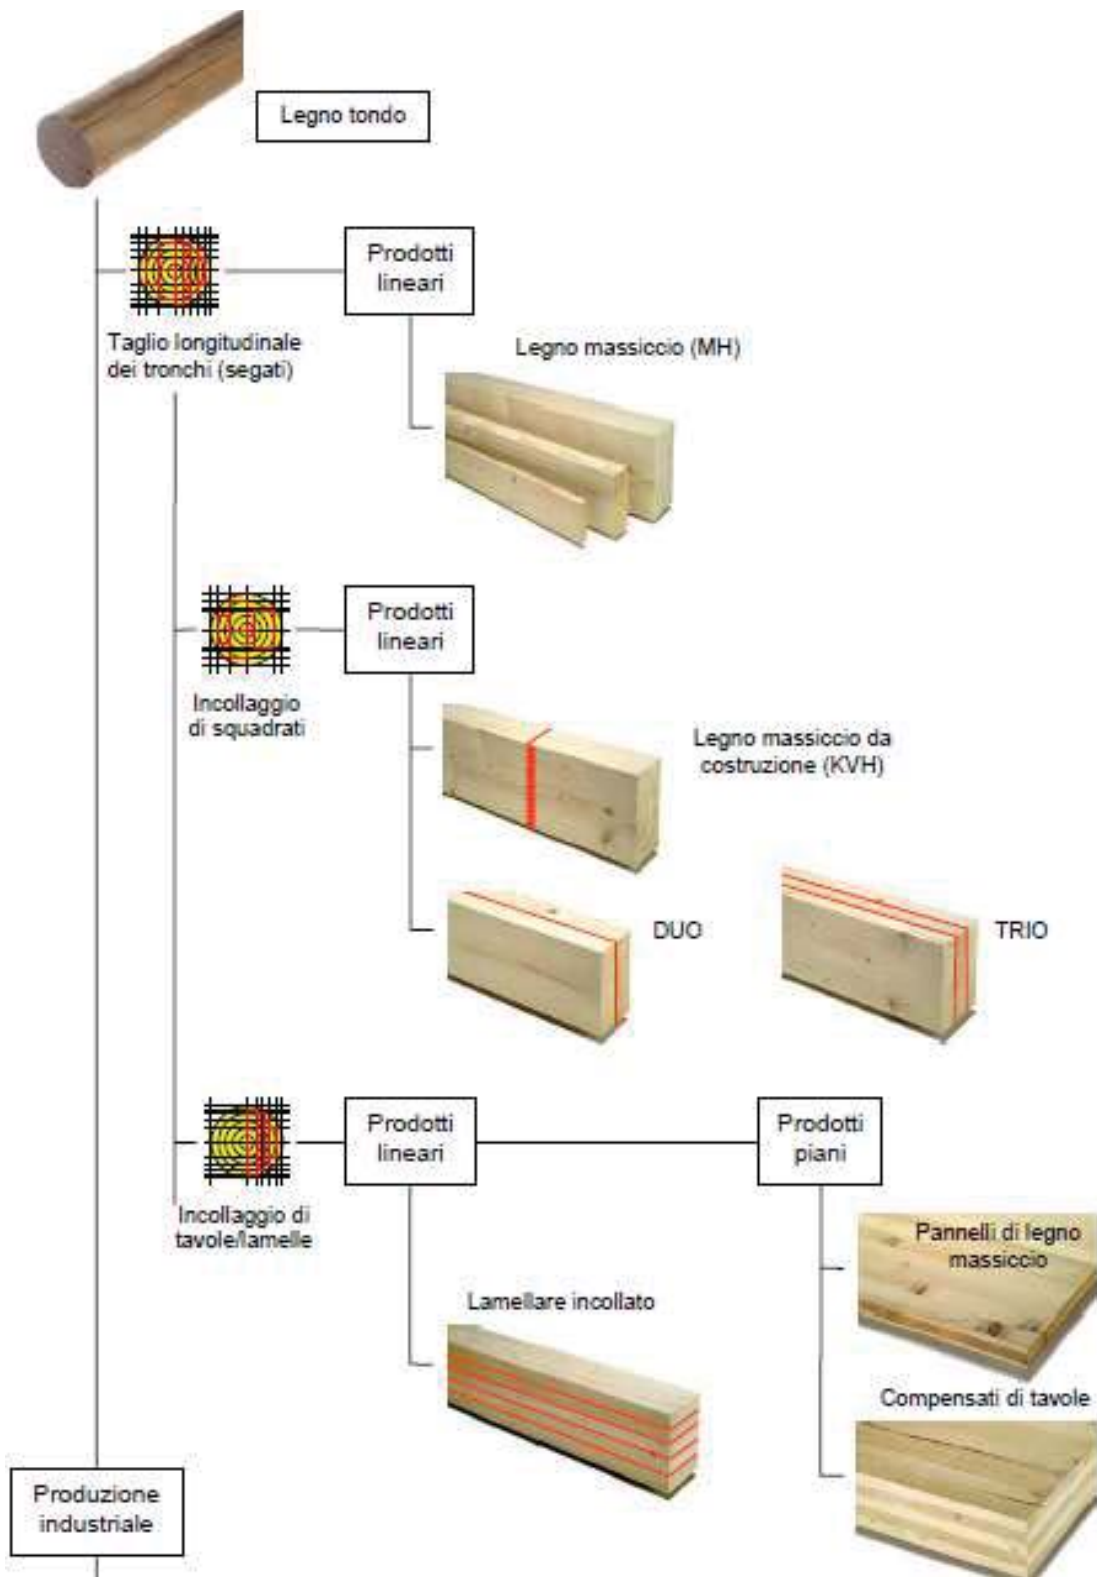 Legno tondo
Prodotti
lineari
Taglio longitudinale
dei tronchi (segati)
Legno massiccio (MH)
Prodotti
lineari
Incollaggio
di squadrati
Legno massiccio da
costruzione (KVH)
DUO
TRIO
Prodotti
lineari
Prodotti
piani
Incollaggio di
tavole/lamelle
Pannelli di legno
massiccio
Lamellare incollato
Compensati di tavole
Produzione
industriale